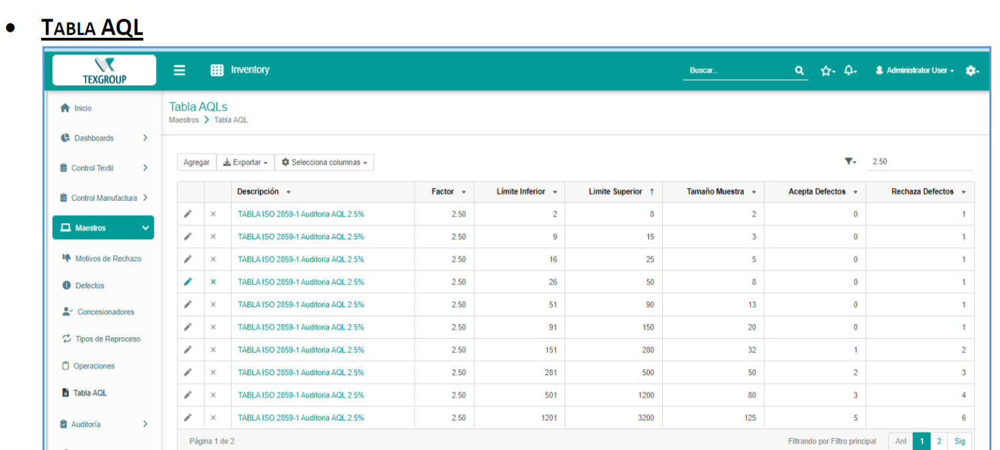 • TABLA AQL
TEXGROUP
Inventory
Buscar...
Administrator User
Inicio
Dashboards
Control Textil
Control Manufactura
Maestros
Motivos de Rechazo
Defectos
Concesionadores
Tipos de Reproceso
Operaciones
Tabla AQL
Auditoría
Tabla AQLs
Maestros > Tabla AQL
Agregar Exportar Selecciona columnas 2.50
Descripción Factor Límite Inferior Limite Superior ↑ Tamaño Muestra Acepta Defectos Rechaza Defectos
TABLA ISO 2859-1 Auditoria AQL 2.5% 2.50 2 8 2 0 1
TABLA ISO 2859-1 Auditoria AQL 2.5% 2.50 9 15 3 0 1
TABLA ISO 2859-1 Auditoria AQL 2.5% 2.50 16 25 5 0 1
TABLA ISO 2859-1 Auditoria AQL 2.5% 2.50 26 50 8 0 1
TABLA ISO 2859-1 Auditoria AQL 2.5% 2.50 51 90 13 0 1
TABLA ISO 2859-1 Auditoria AQL 2.5% 2.50 91 150 20 0 1
TABLA ISO 2859-1 Auditoria AQL 2.5% 2.50 151 280 32 1 2
TABLA ISO 2859-1 Auditoria AQL 2.5% 2.50 281 500 50 2 3
TABLA ISO 2859-1 Auditoria AQL 2.5% 2.50 501 1200 80 3 4
TABLA ISO 2859-1 Auditoria AQL 2.5% 2.50 1201 3200 125 5 6
Página 1 de 2 Filtrando por Filtro principal Ant 1 2 Sig